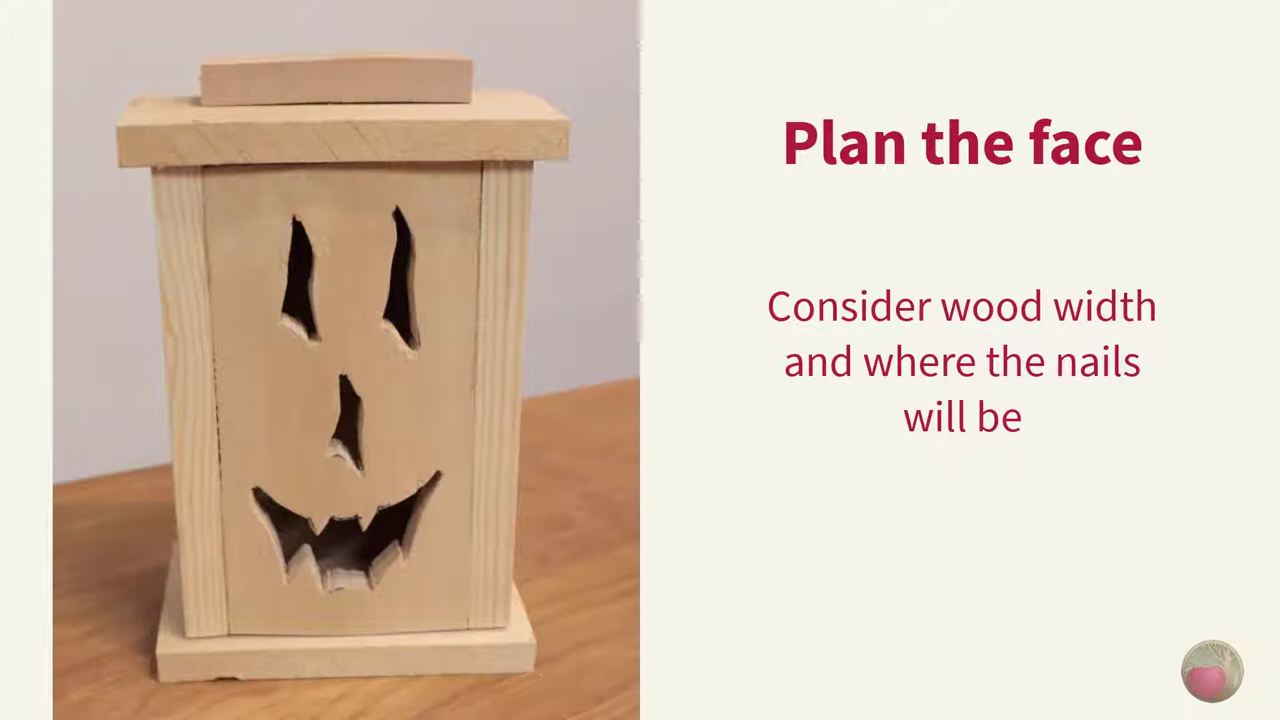 Plan the face
Consider wood width
and where the nails
will be